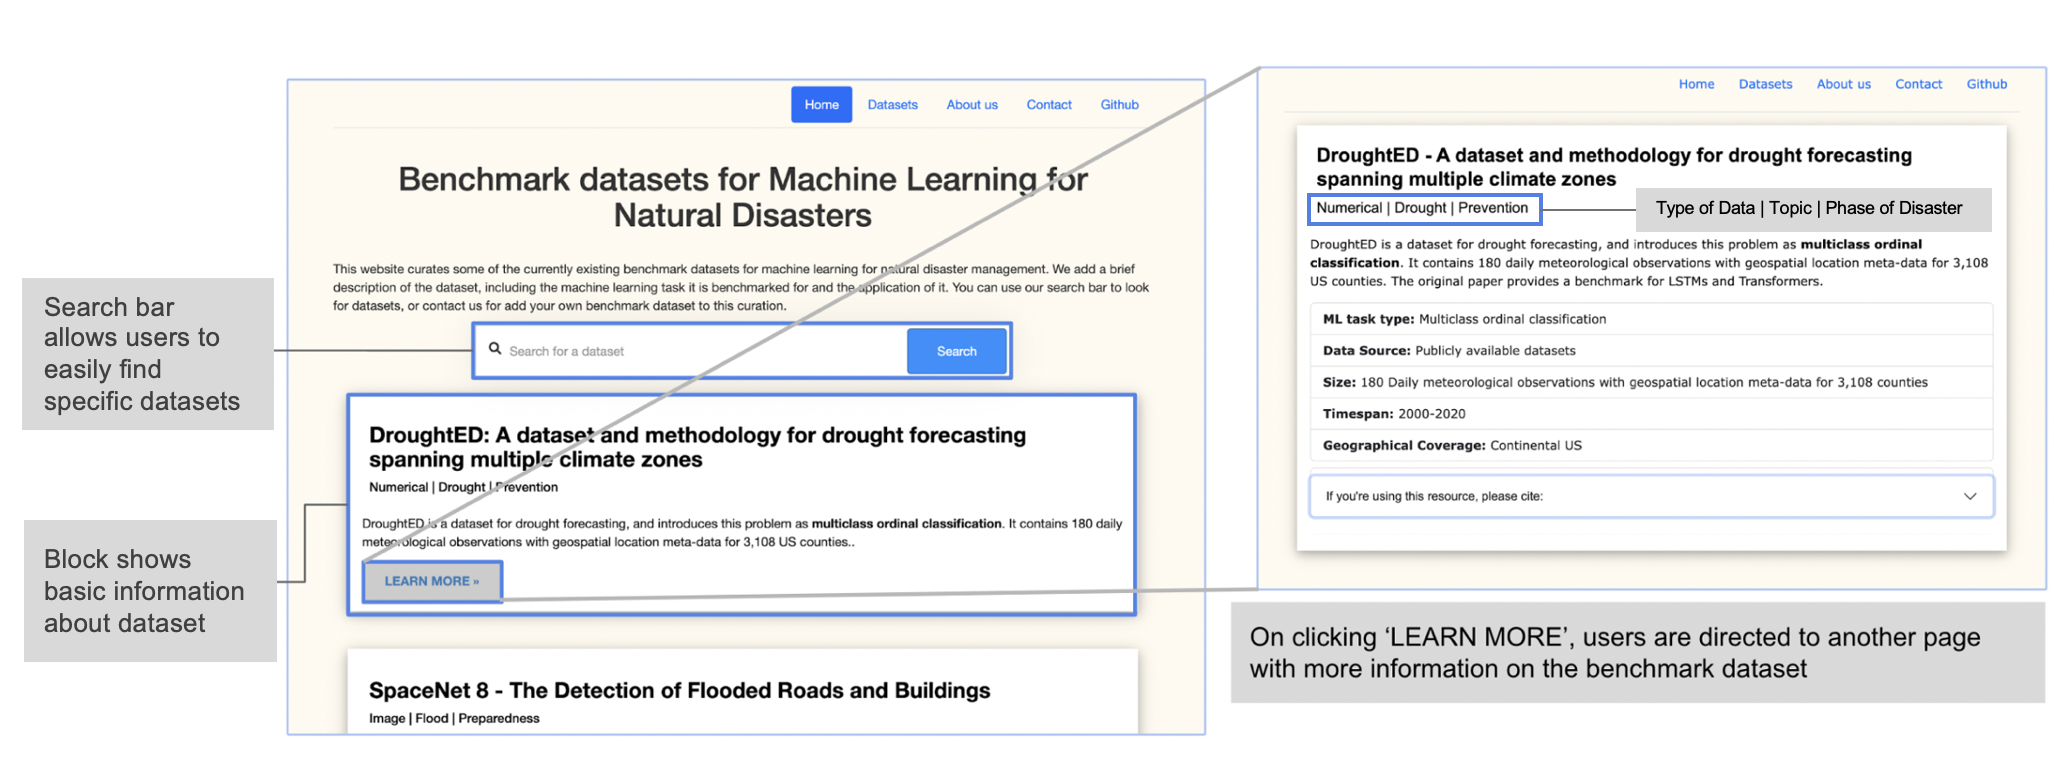 Home Datasets About us Contact Github
Benchmark datasets for Machine Learning for
Natural Disasters
This website curates some of the currently existing benchmark datasets for machine learning for natural disaster management. We add a brief
description of the dataset, including the machine learning task it is benchmarked for and the application of it. You can use our search bar to look
for datasets, or contact us for add your own benchmark dataset to this curation.
Search bar
allows users to
easily find
specific datasets
Search for a dataset Search
DroughtED: A dataset and methodology for drought forecasting
spanning multiple climate zones
Numerical | Drought | Prevention
DroughtED is a dataset for drought forecasting, and introduces this problem as multiclass ordinal classification. It contains 180 daily
meteorological observations with geospatial location meta-data for 3,108 US counties..
LEARN MORE »
Block shows
basic information
about dataset
SpaceNet 8 - The Detection of Flooded Roads and Buildings
Image | Flood | Preparedness
Home Datasets About us Contact Github
DroughtED - A dataset and methodology for drought forecasting
spanning multiple climate zones
Numerical | Drought | Prevention
Type of Data | Topic | Phase of Disaster
DroughtED is a dataset for drought forecasting, and introduces this problem as multiclass ordinal
classification. It contains 180 daily meteorological observations with geospatial location meta-data for 3,108
US counties. The original paper provides a benchmark for LSTMs and Transformers.
ML task type: Multiclass ordinal classification
Data Source: Publicly available datasets
Size: 180 Daily meteorological observations with geospatial location meta-data for 3,108 counties
Timespan: 2000-2020
Geographical Coverage: Continental US
If you're using this resource, please cite:
On clicking ‘LEARN MORE’, users are directed to another page
with more information on the benchmark dataset